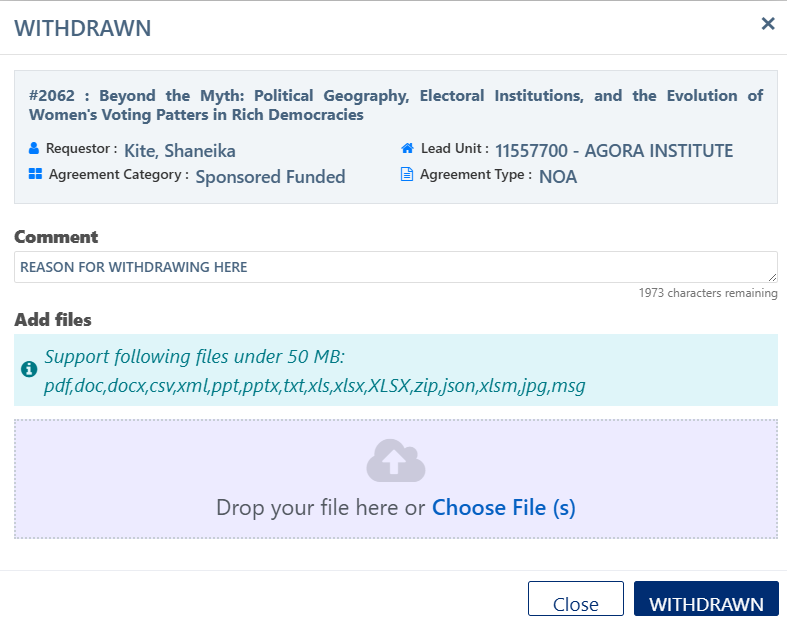 WITHDRAWN
#2062 : Beyond the Myth: Political Geography, Electoral Institutions, and the Evolution of
Women's Voting Patters in Rich Democracies
Requestor : Kite, Shaneika
Lead Unit : 11557700 - AGORA INSTITUTE
Agreement Category : Sponsored Funded
Agreement Type : NOA
Comment
REASON FOR WITHDRAWING HERE
1973 characters remaining
Add files
Support following files under 50 MB:
pdf,doc,docx,csv,xml,ppt,pptx,txt,xls,xlsx,XLSX,zip,json,xlsm,jpg,msg
Drop your file here or Choose File (s)
Close
WITHDRAWN